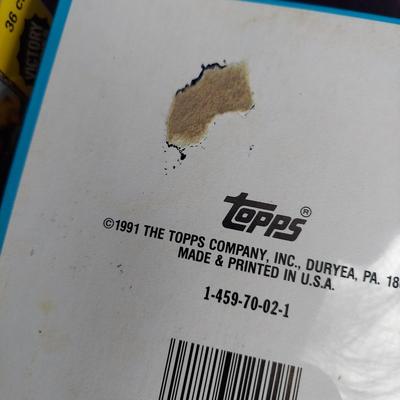 36 C
VICTORY
TOPPS®
©1991 THE TOPPS COMPANY, INC., DURYEA, PA. 18
MADE & PRINTED IN U.S.A.
1-459-70-02-1